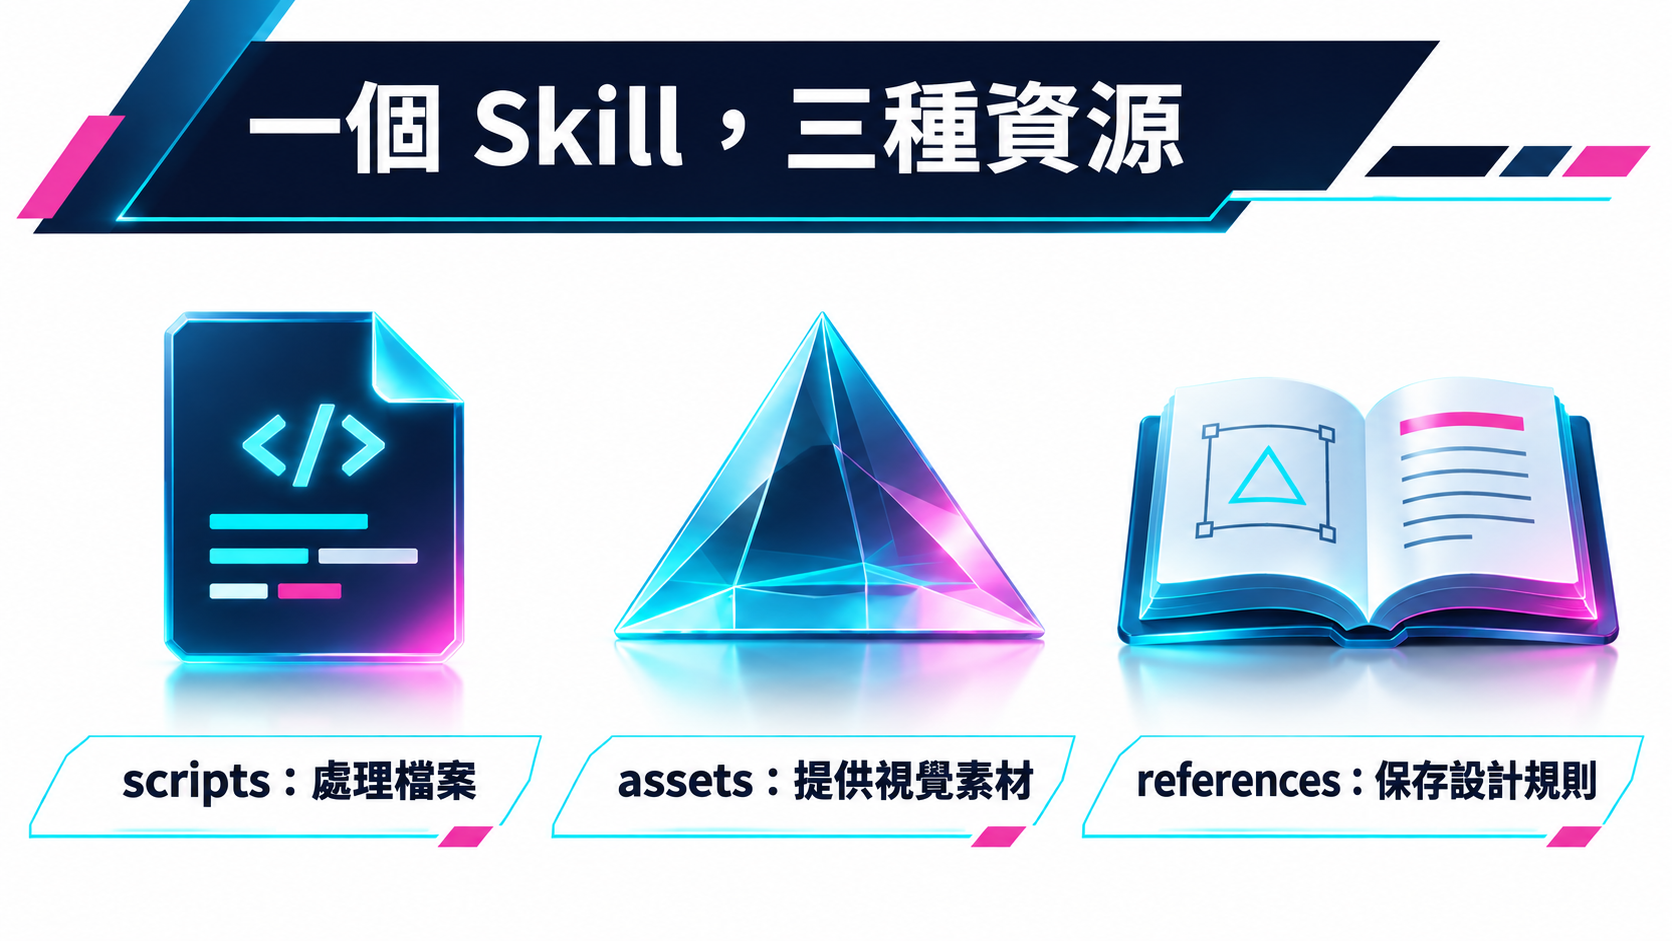 一個 Skill，三種資源
</>
scripts：處理檔案
assets：提供視覺素材
references：保存設計規則